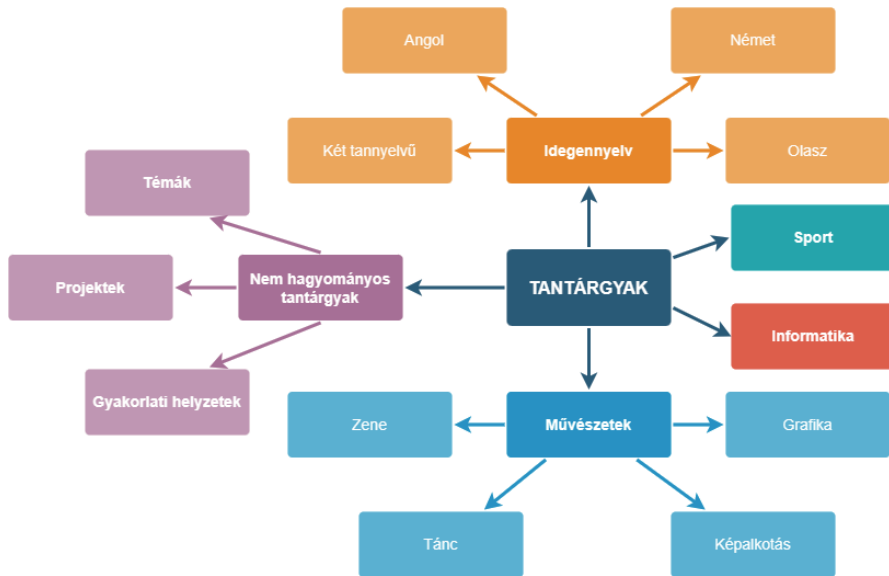 Angol
Német
Két tannyelvű
Idegennyelv
Olasz
Témák
Sport
Projektek
Nem hagyományos
tantárgyak
TANTÁRGYAK
Informatika
Gyakorlati helyzetek
Zene
Művészetek
Grafika
Tánc
Képalkotás